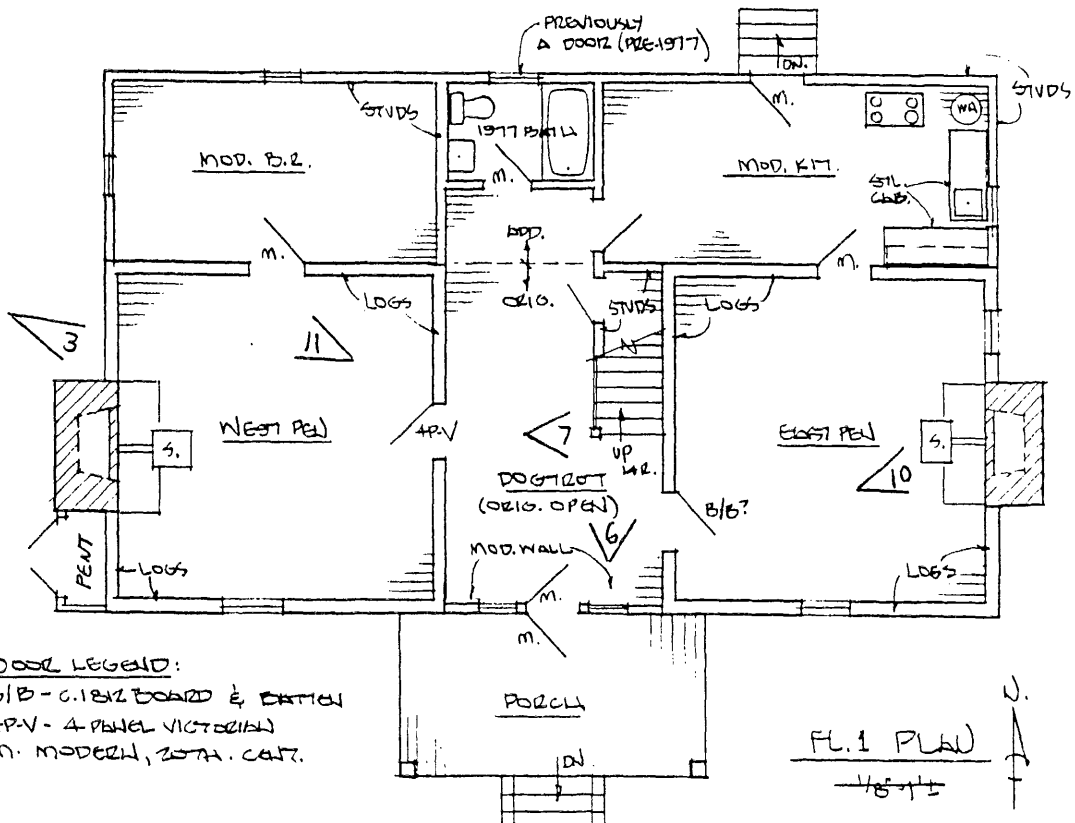 PREVIOUSLY
A DOOR (PRE-1977)
DN.
STUDS
M.
STUDS
1977 BATH
WA
MOD. B.R.
M.
MOD. KIT.
STL.
CAB.
ADD.
M.
M.
ORIG.
LOGS
STUDS
LOGS
3
11
WEST PEN
4P-V
7
EAST PEN
S.
S.
UP
14R.
10
DOGTROT
(ORIG. OPEN)
B/B?
6
MOD. WALL
PENT
LOGS
LOGS
M.
M.
DOOR LEGEND:
B/B - C.1812 BOARD & BATTEN
4-P-V - 4-PANEL VICTORIAN
M. MODERN, 20TH. CENT.
PORCH
N.
FL. 1 PLAN
DN